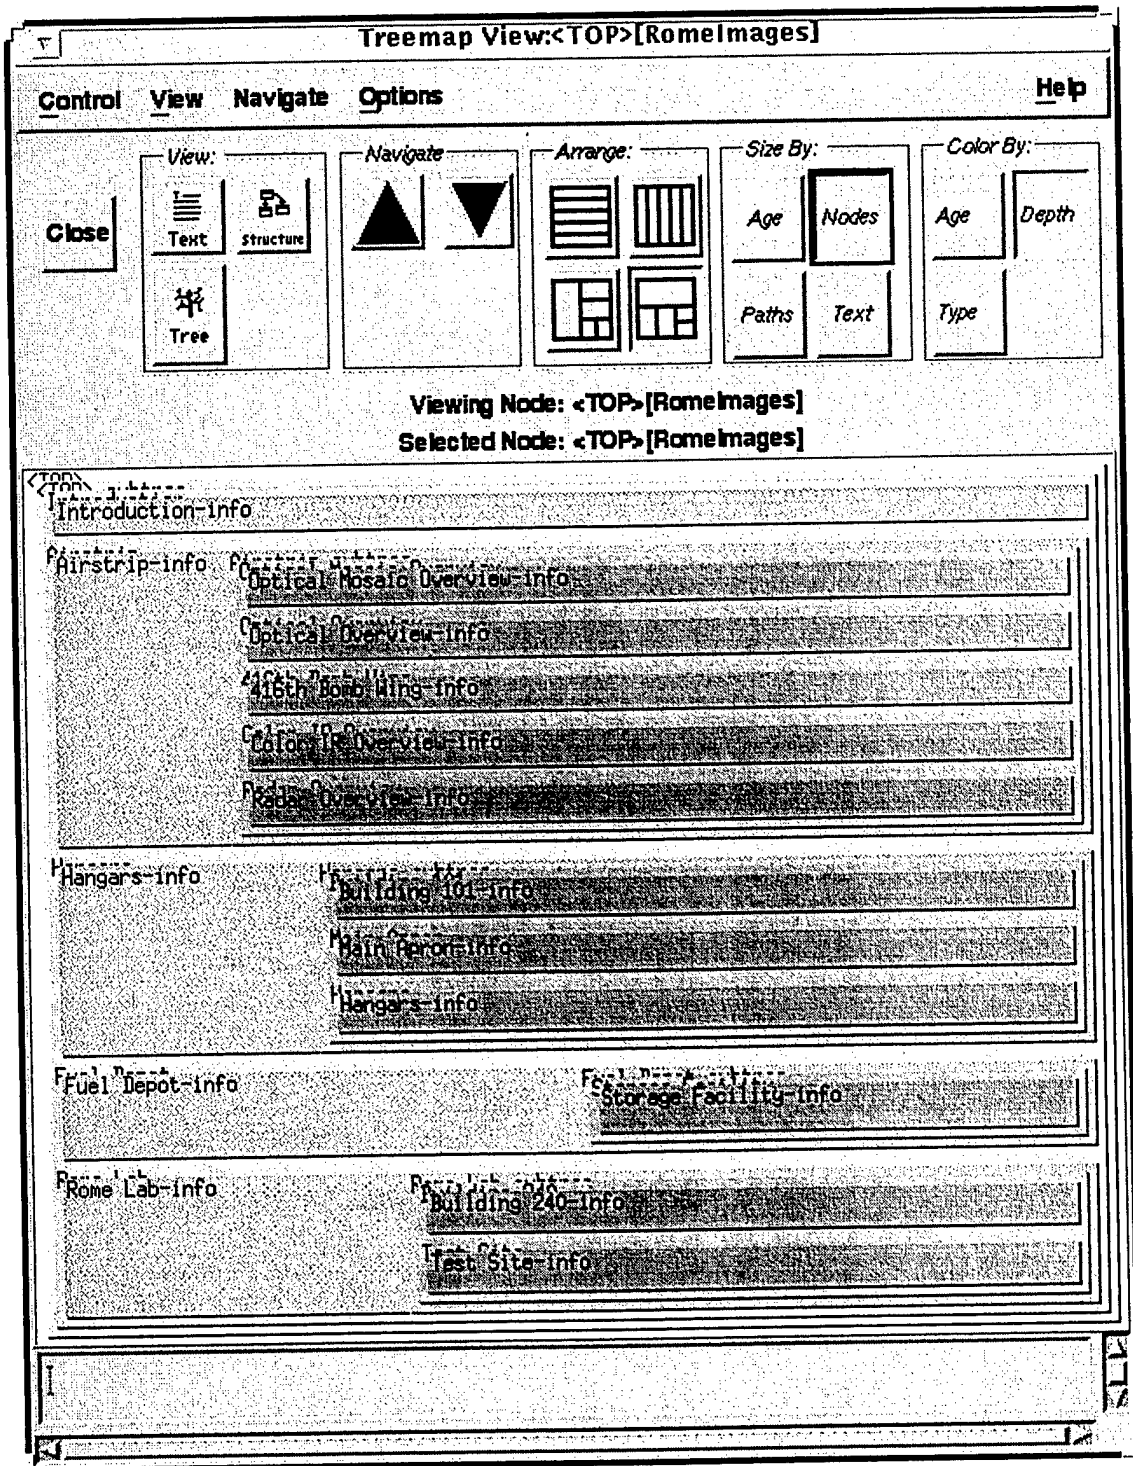 Treemap View:<TOP>[RomeImages]
Control View Navigate Options Help
View: Navigate Arrange: Size By: Color By:
Close
Text Structure
Age Nodes Age Depth
Tree
Paths Text Type
Viewing Node: <TOP>[RomeImages]
Selected Node: <TOP>[RomeImages]
<TOP>
<TOP>
Introduction-info
Airstrip-info
Optical Mosaic Overview-info
Optical Overview-info
416th Bomb Wing-info
Color IR Overview-info
Radar Overview-info
Hangars-info
Building 101-info
Main Apron-info
Hangars-info
Fuel Depot-info
Storage Facility-info
Rome Lab-info
Building 240-info
Test Site-info